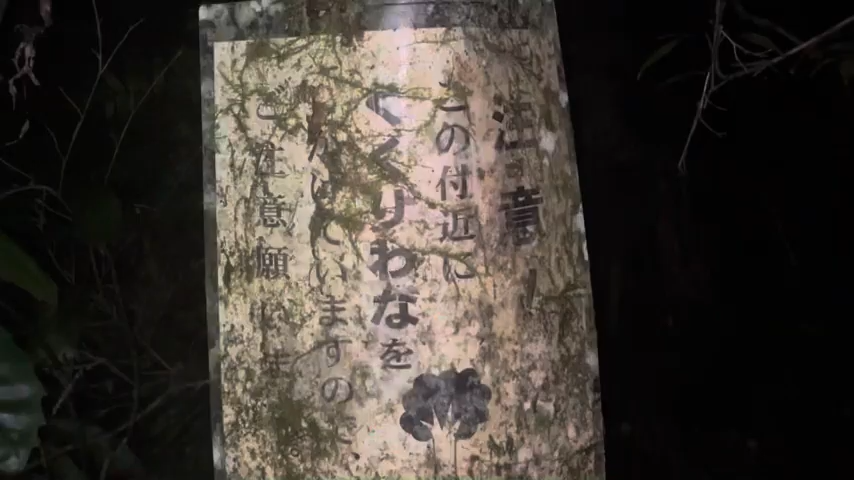 注意!
この付近に
くくりわなを
しかけていますので、
ご注意願いま